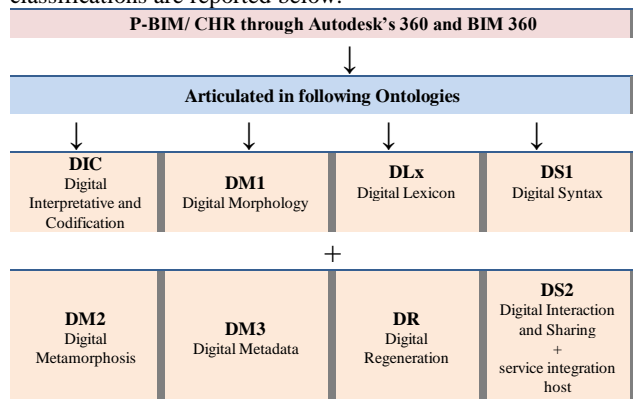 classifications are reported below.
P-BIM/ CHR through Autodesk's 360 and BIM 360
↓
Articulated in following Ontologies
↓ ↓ ↓ ↓
DIC
Digital
Interpretative and
Codification
DM1
Digital Morphology
DLx
Digital Lexicon
DS1
Digital Syntax
+
DM2
Digital
Metamorphosis
DM3
Digital Metadata
DR
Digital
Regeneration
DS2
Digital Interaction
and Sharing
+
service integration
host